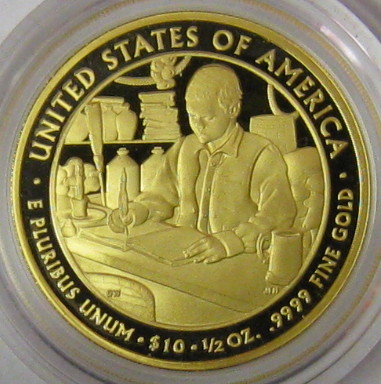 UNITED STATES OF AMERICA
· E PLURIBUS UNUM · $10 · 1/2 OZ. .9999 FINE GOLD ·